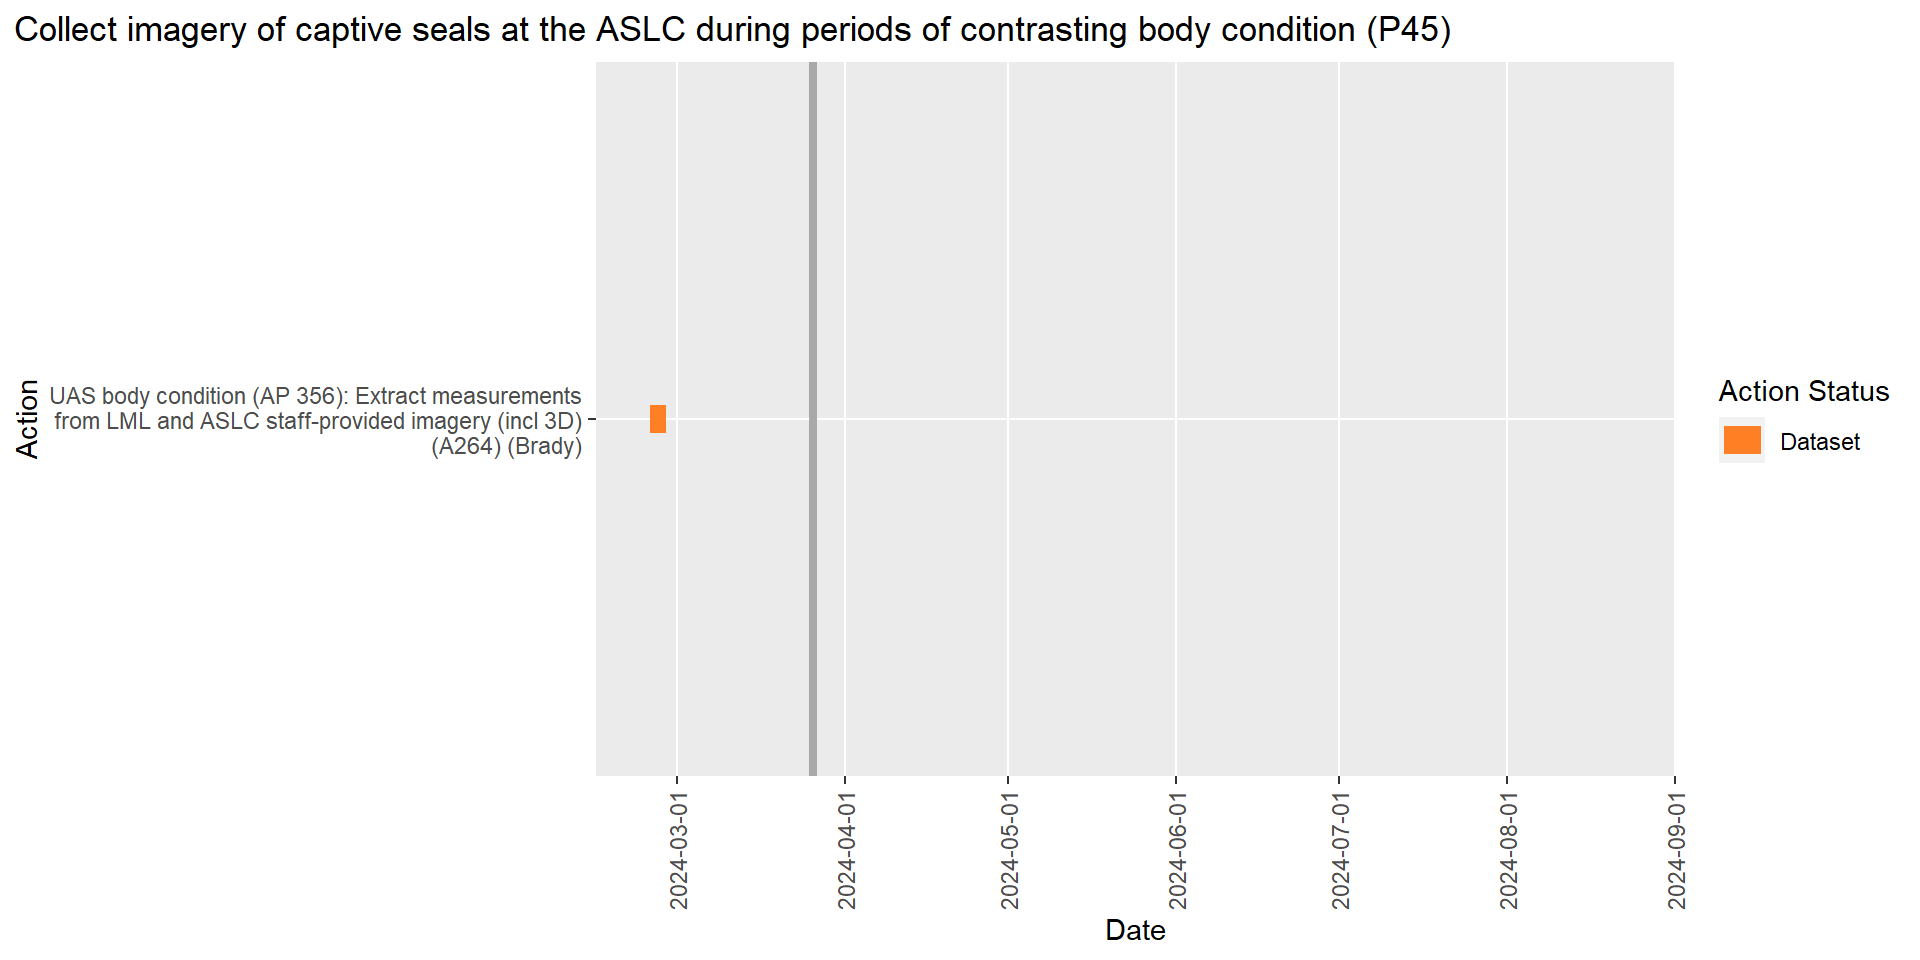 Collect imagery of captive seals at the ASLC during periods of contrasting body condition (P45)
Action
UAS body condition (AP 356): Extract measurements
from LML and ASLC staff-provided imagery (incl 3D)
(A264) (Brady)
Action Status
Dataset
2024-03-01
2024-04-01
2024-05-01
2024-06-01
2024-07-01
2024-08-01
2024-09-01
Date